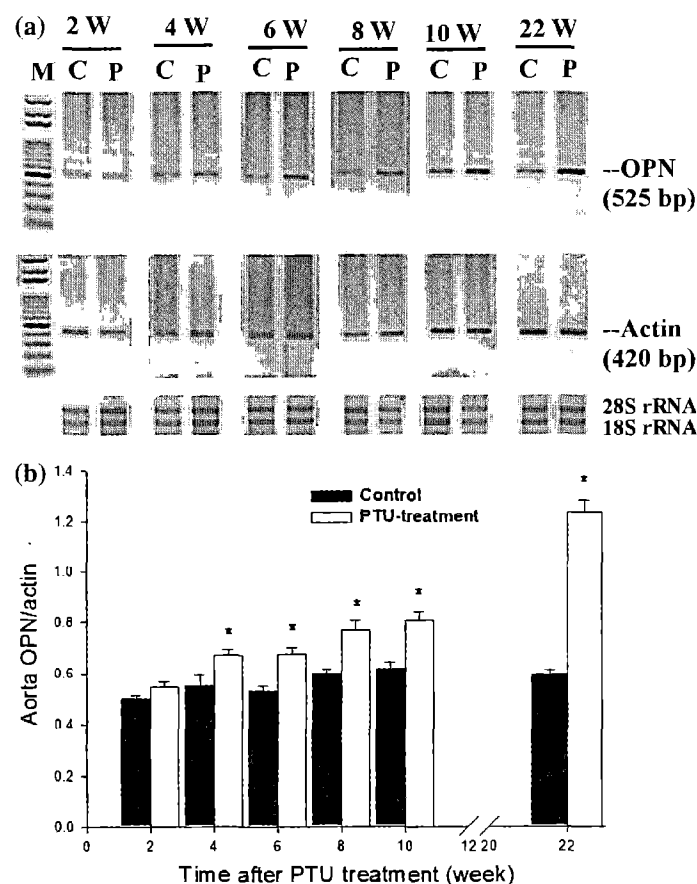 (a) 2 W 4 W 6 W 8 W 10 W 22 W
M C P C P C P C P C P C P
--OPN
(525 bp)
--Actin
(420 bp)
28S rRNA
18S rRNA
(b)
1.4
1.2
1.0
0.8
0.6
0.4
0.2
0.0
Aorta OPN/actin
Control
PTU-treatment
* * * * *
0 2 4 6 8 10 12 20 22
Time after PTU treatment (week)